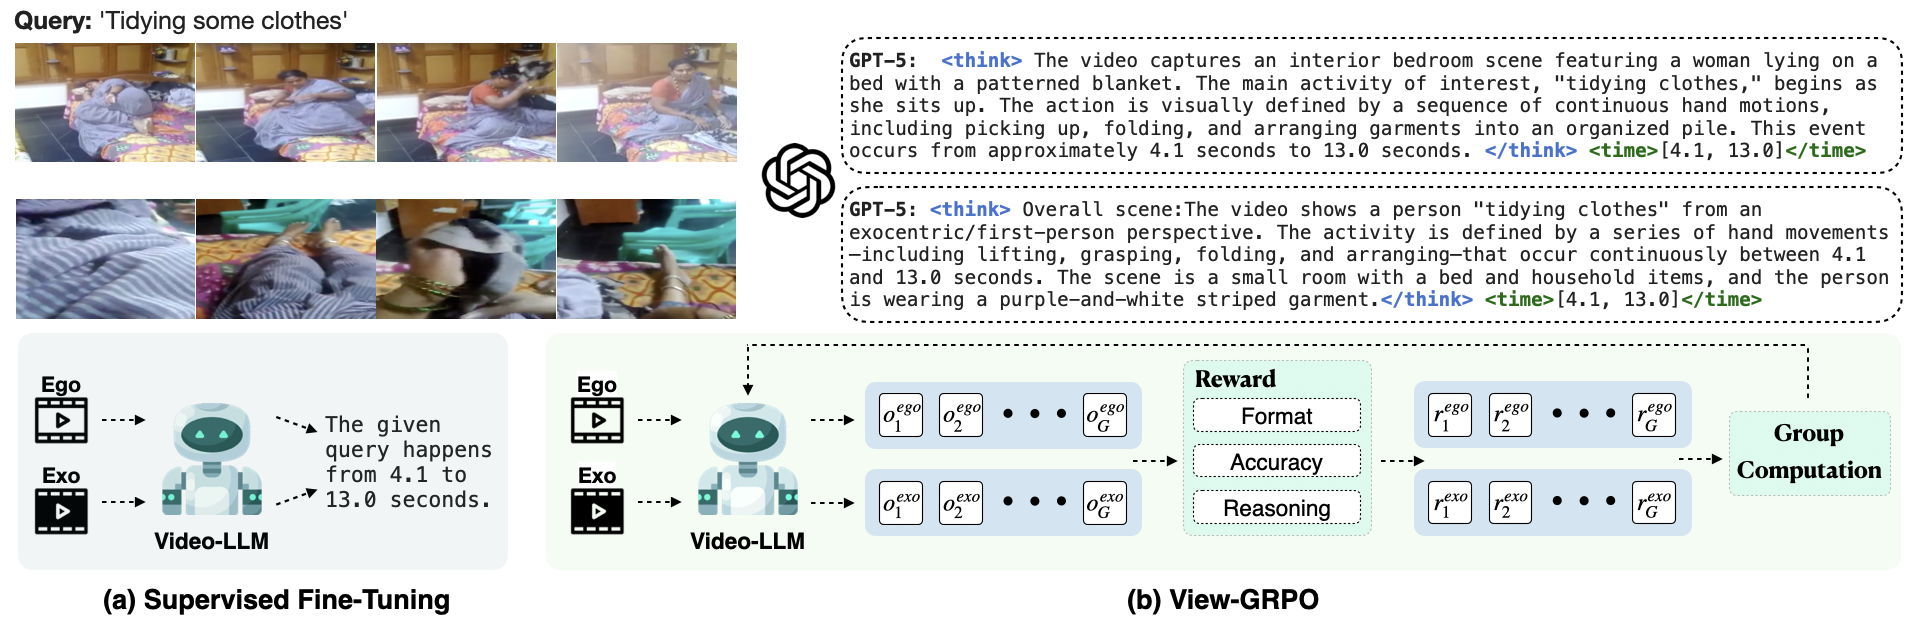 Query: 'Tidying some clothes'
GPT-5: <think> The video captures an interior bedroom scene featuring a woman lying on a
bed with a patterned blanket. The main activity of interest, "tidying clothes," begins as
she sits up. The action is visually defined by a sequence of continuous hand motions,
including picking up, folding, and arranging garments into an organized pile. This event
occurs from approximately 4.1 seconds to 13.0 seconds. </think> <time>[4.1, 13.0]</time>
GPT-5: <think> Overall scene:The video shows a person "tidying clothes" from an
exocentric/first-person perspective. The activity is defined by a series of hand movements
—including lifting, grasping, folding, and arranging—that occur continuously between 4.1
and 13.0 seconds. The scene is a small room with a bed and household items, and the person
is wearing a purple-and-white striped garment.</think> <time>[4.1, 13.0]</time>
Ego
Exo
Video-LLM
The given
query happens
from 4.1 to
13.0 seconds.
(a) Supervised Fine-Tuning
Ego
Exo
Video-LLM
o_1^{ego} o_2^{ego} • • • o_G^{ego}
o_1^{exo} o_2^{exo} • • • o_G^{exo}
Reward
Format
Accuracy
Reasoning
r_1^{ego} r_2^{ego} • • • r_G^{ego}
r_1^{exo} r_2^{exo} • • • r_G^{exo}
Group
Computation
(b) View-GRPO